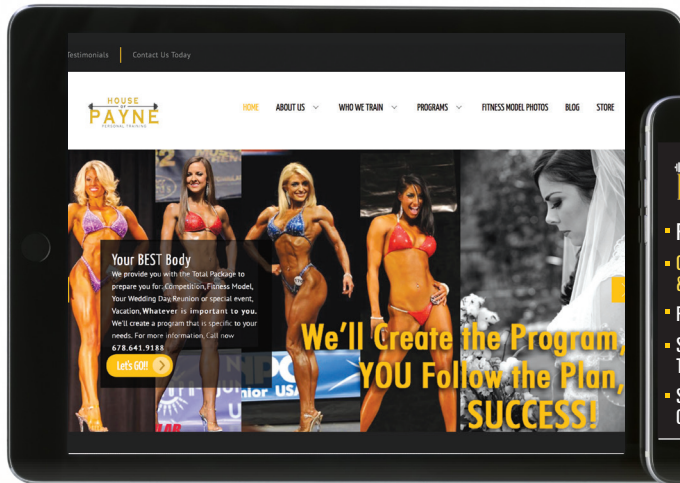 Testimonials
Contact Us Today
HOUSE
OF
PAYNE
PERSONAL TRAINING
HOME ABOUT US WHO WE TRAIN PROGRAMS FITNESS MODEL PHOTOS BLOG STORE
Your BEST Body
We provide you with the Total Package to
prepare you for: Competition, Fitness Model,
Your Wedding Day, Reunion or special event,
Vacation, Whatever is important to you.
We'll create a program that is specific to your
needs. For more information, Call now
678.641.9188
Let's GO!!
We'll Create the Program,
YOU Follow the Plan,
SUCCESS!
nior USA